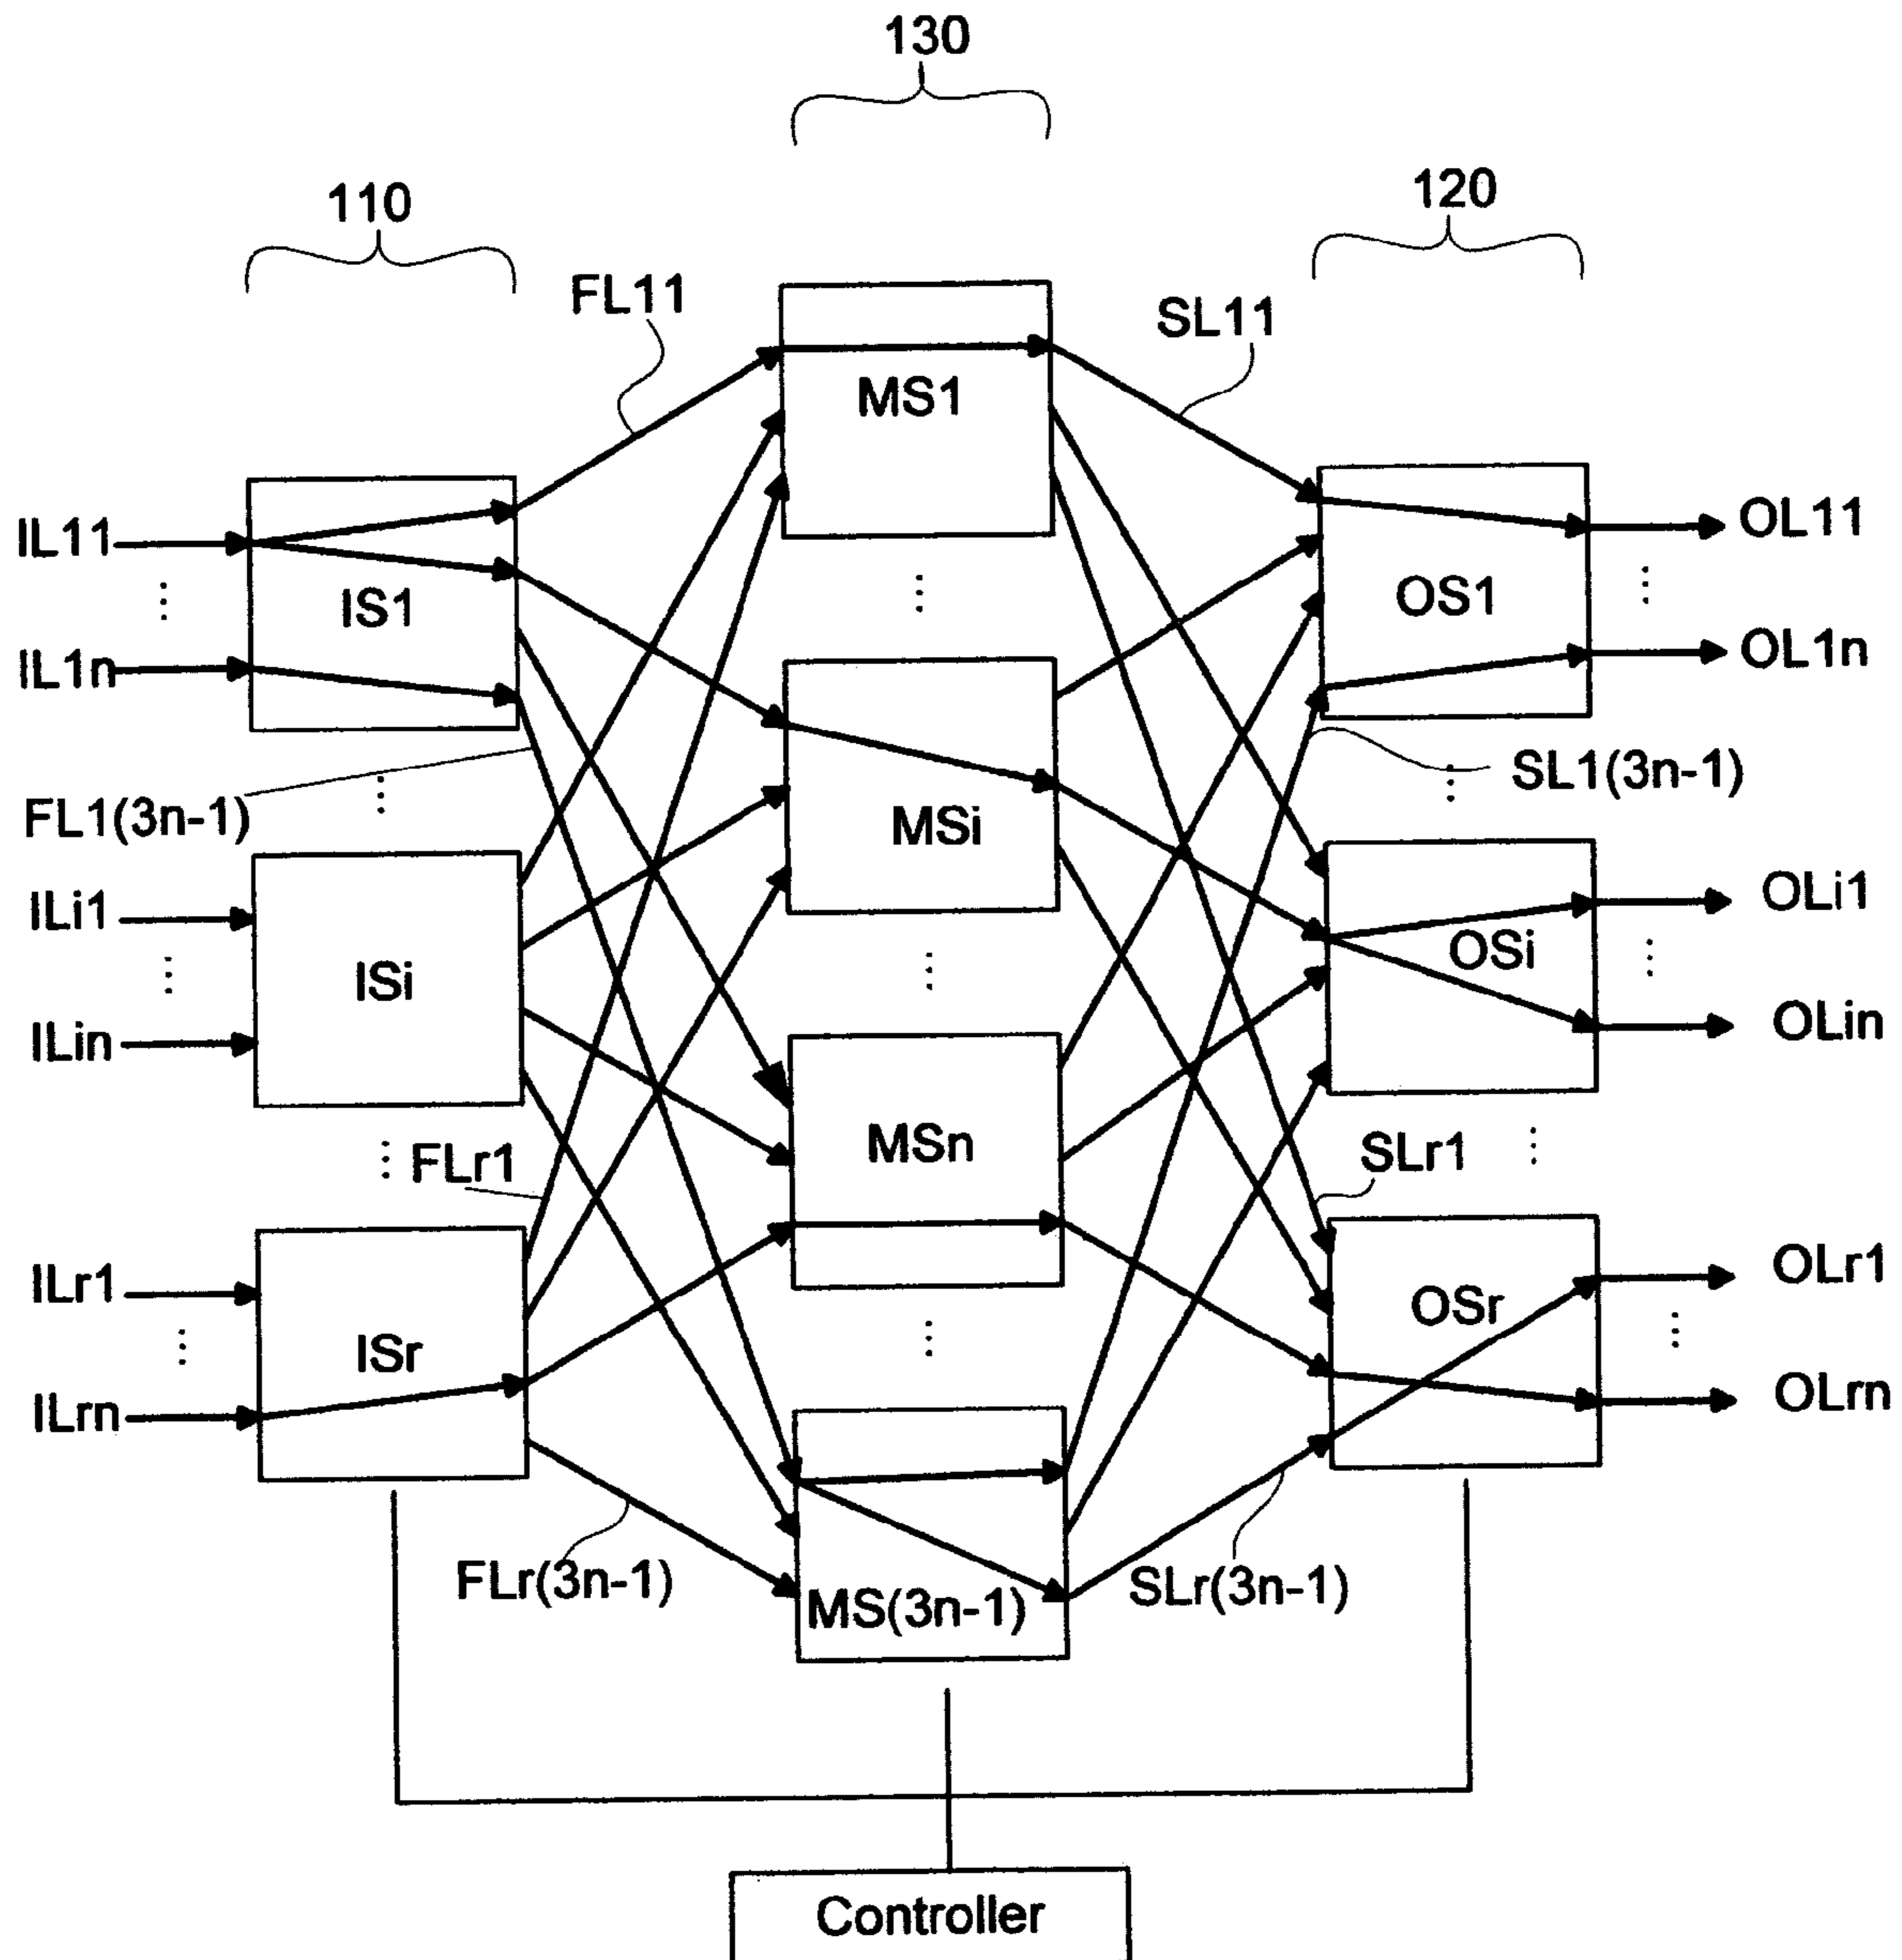 130
110
120
FL11
SL11
MS1
IL11
IS1
IL1n
OS1
OL11
OL1n
FL1(3n-1)
MSi
SL1(3n-1)
ILi1
ISi
ILin
OLi1
OSi
OLin
MSn
FLr1
SLr1
ILr1
ISr
ILrn
OLr1
OSr
OLrn
FLr(3n-1)
MS(3n-1)
SLr(3n-1)
Controller